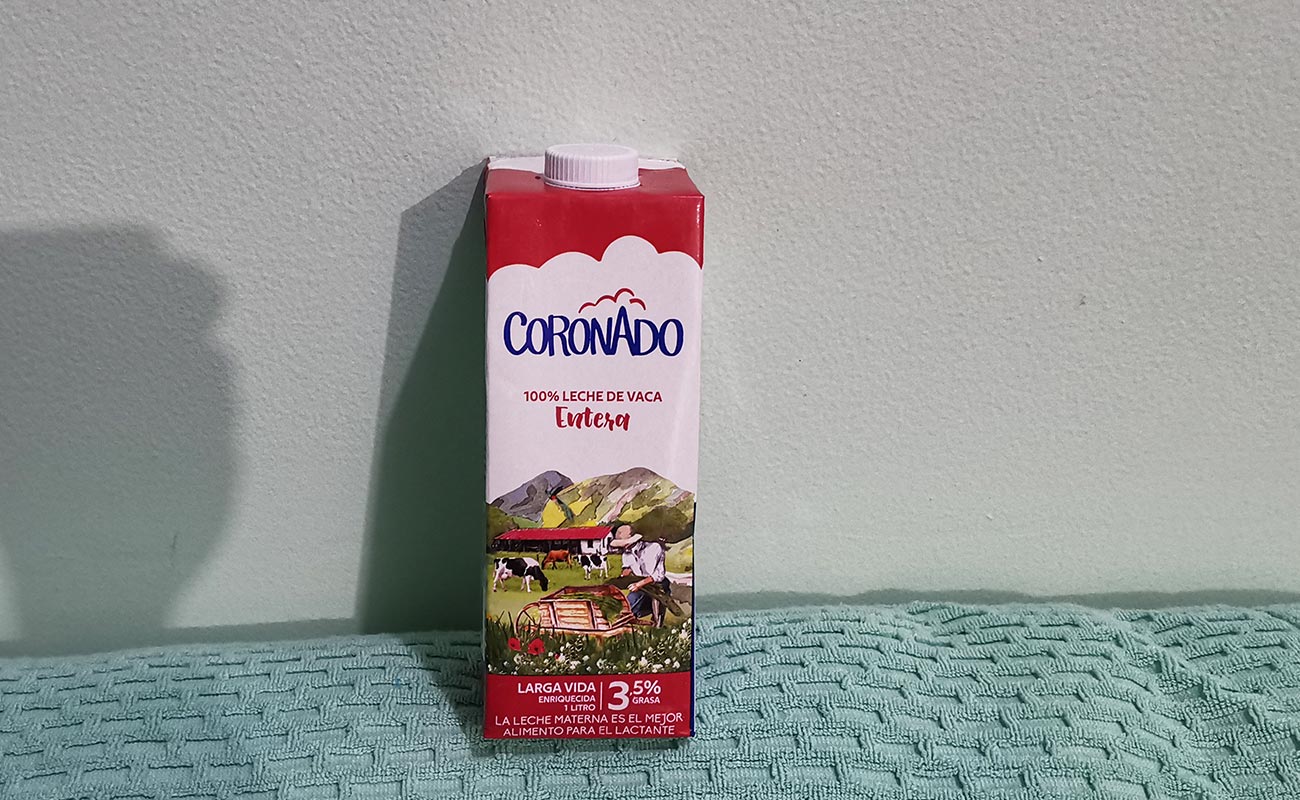 CORONADO
100% LECHE DE VACA
Entera
LARGA VIDA
ENRIQUECIDA
1 LITRO
3,5%
GRASA
LA LECHE MATERNA ES EL MEJOR
ALIMENTO PARA EL LACTANTE